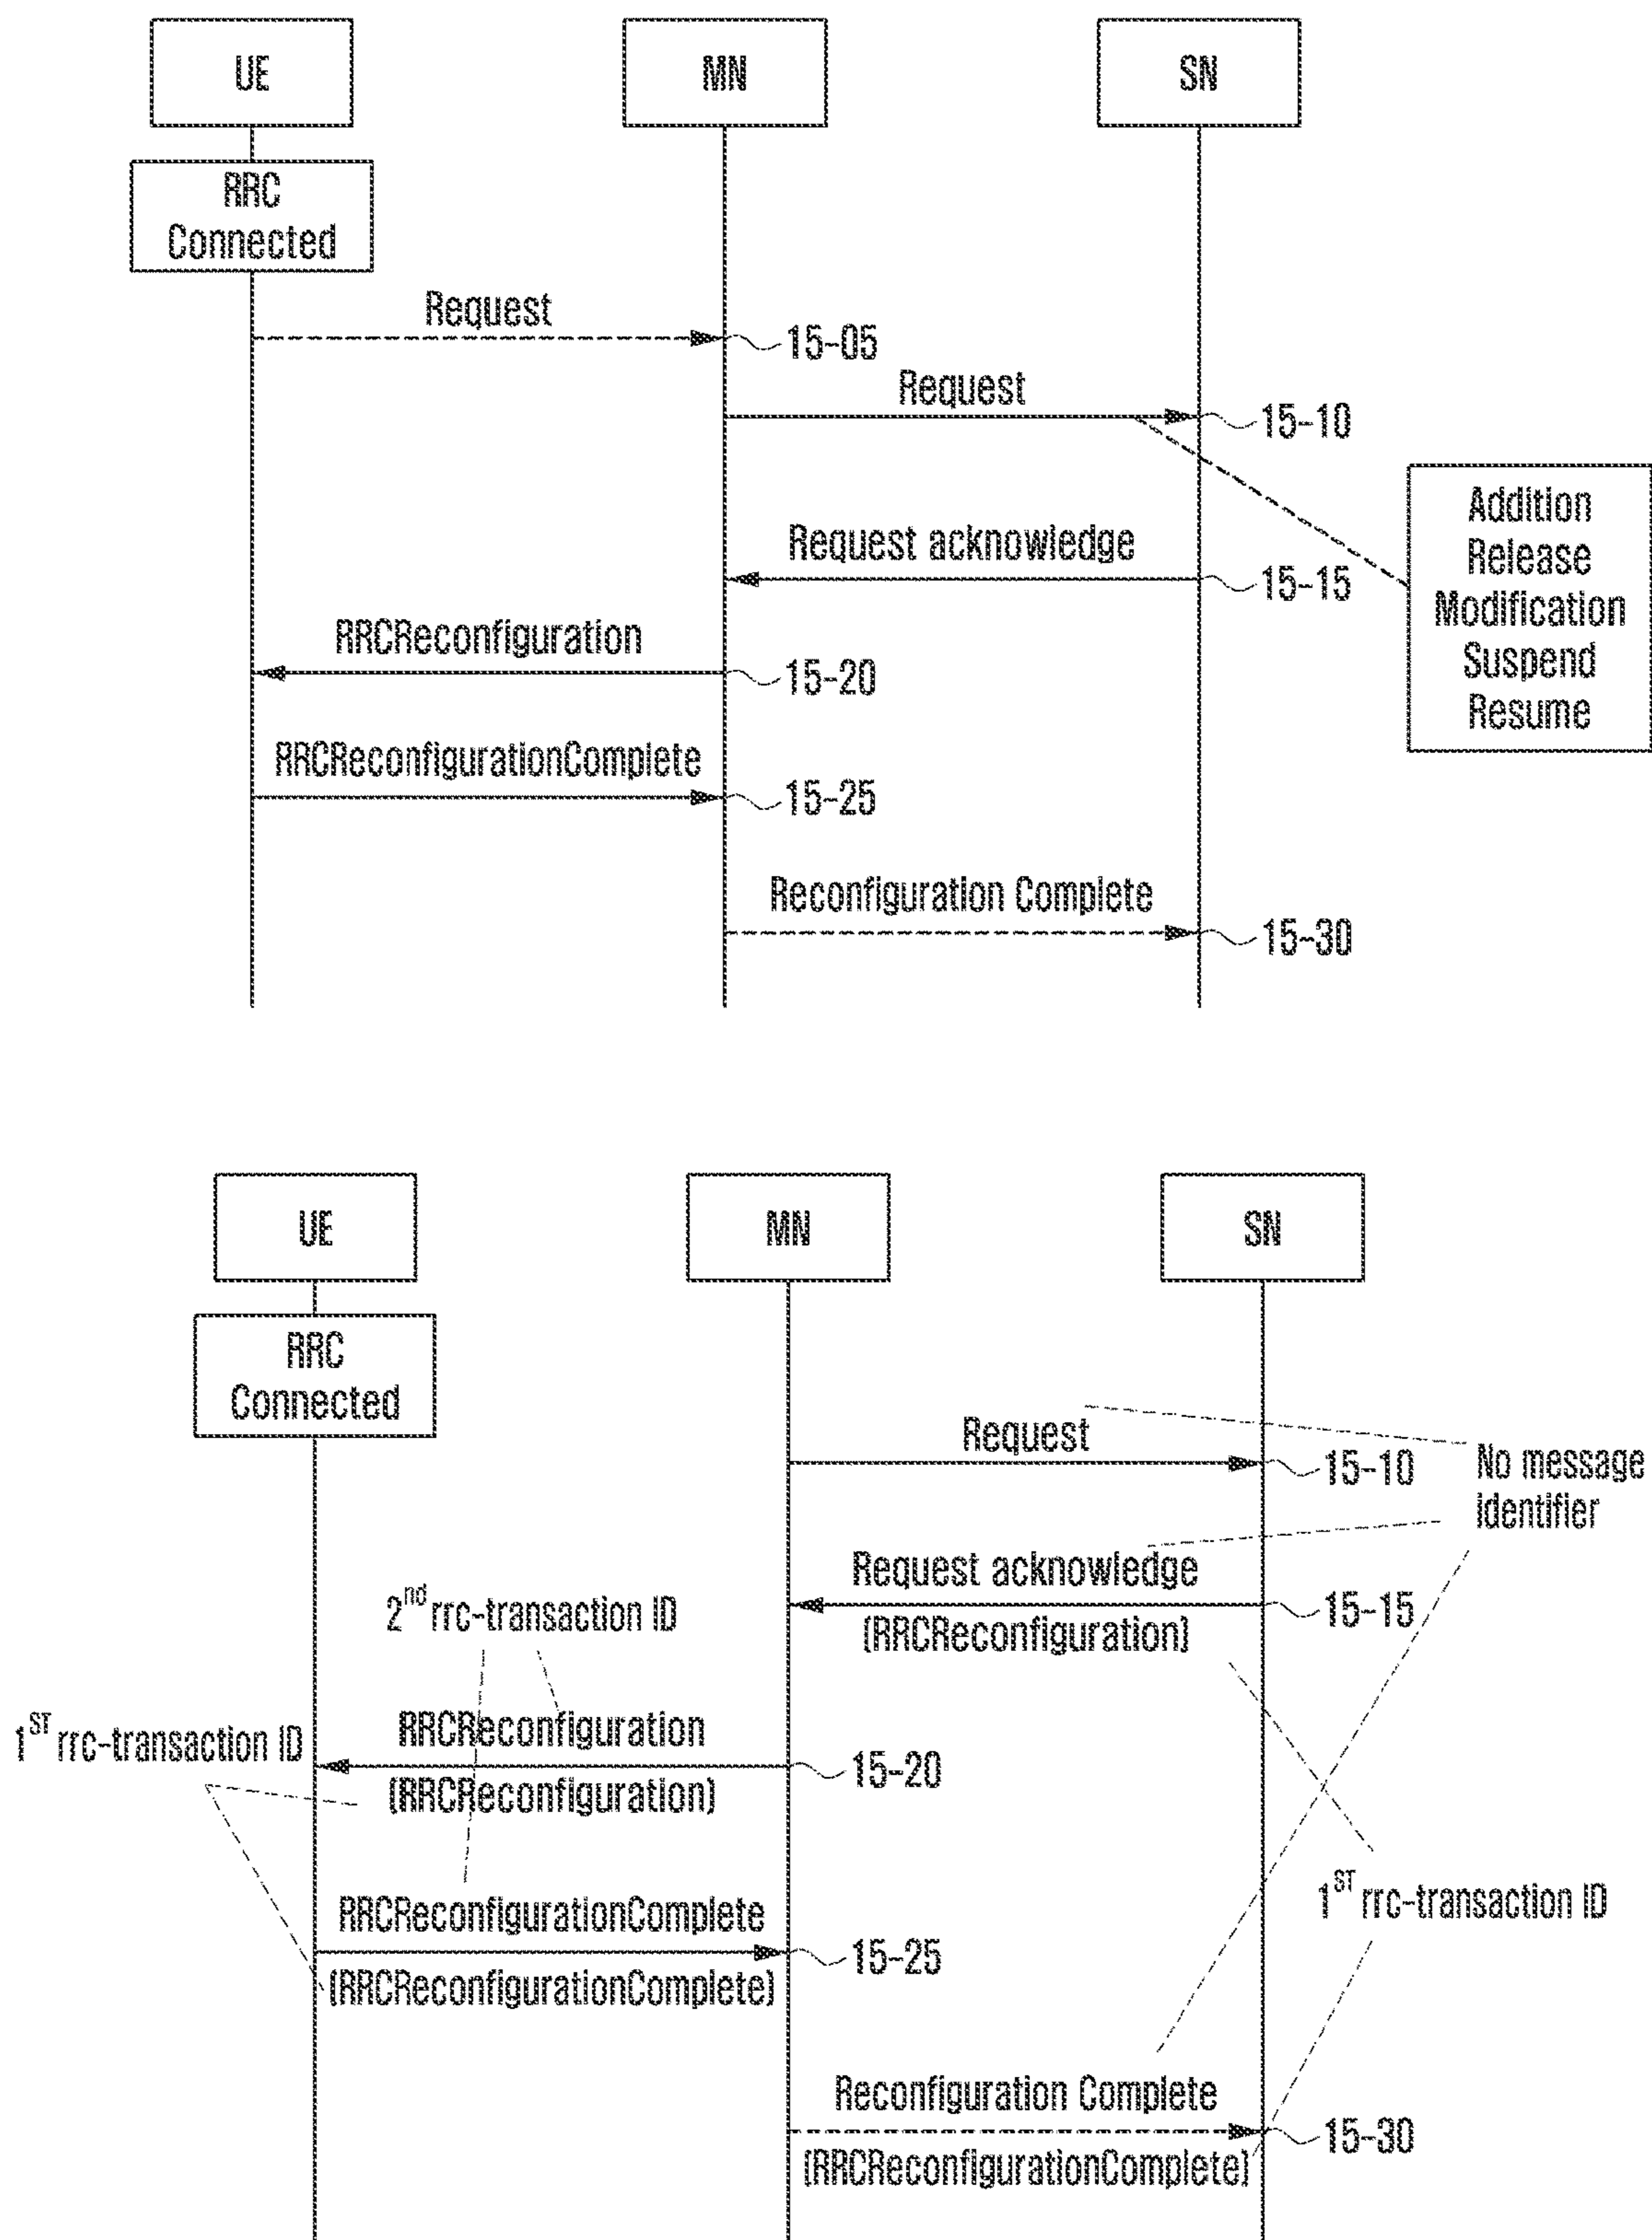 UE
MN
SN
RRC
Connected
Request
15-05
Request
15-10
Addition
Release
Modification
Suspend
Resume
Request acknowledge
15-15
RRCReconfiguration
15-20
RRCReconfigurationComplete
15-25
Reconfiguration Complete
15-30
UE
MN
SN
RRC
Connected
Request
15-10
No message
identifier
Request acknowledge
15-15
(RRCReconfiguration)
2nd rrc-transaction ID
1ST rrc-transaction ID
RRCReconfiguration
15-20
(RRCReconfiguration)
1ST rrc-transaction ID
RRCReconfigurationComplete
15-25
(RRCReconfigurationComplete)
Reconfiguration Complete
15-30
(RRCReconfigurationComplete)